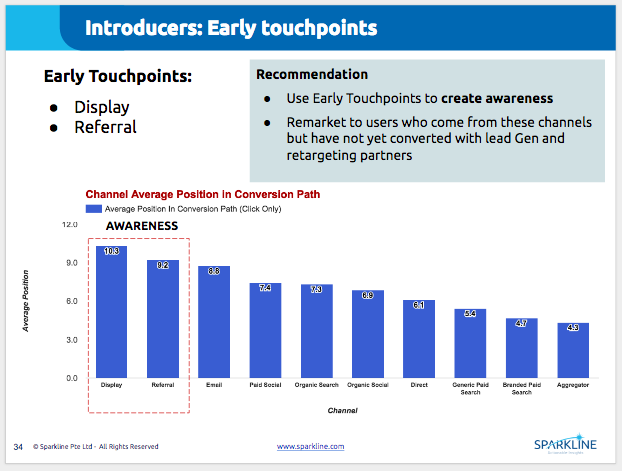 Introducers: Early touchpoints
Early Touchpoints:
● Display
● Referral
Recommendation
● Use Early Touchpoints to create awareness
● Remarket to users who come from these channels
but have not yet converted with lead Gen and
retargeting partners
Channel Average Position in Conversion Path
Average Position In Conversion Path (Click Only)
AWARENESS
12.0
9.0
6.0
3.0
0.0
Average Position
10.3
9.2
8.8
7.4
7.3
6.9
6.1
5.4
4.7
4.3
Display
Referral
Email
Paid Social
Organic Search
Organic Social
Direct
Generic Paid
Search
Branded Paid
Search
Aggregator
Channel
34 © Sparkline Pte Ltd - All Rights Reserved
www.sparkline.com
SPARKLINE